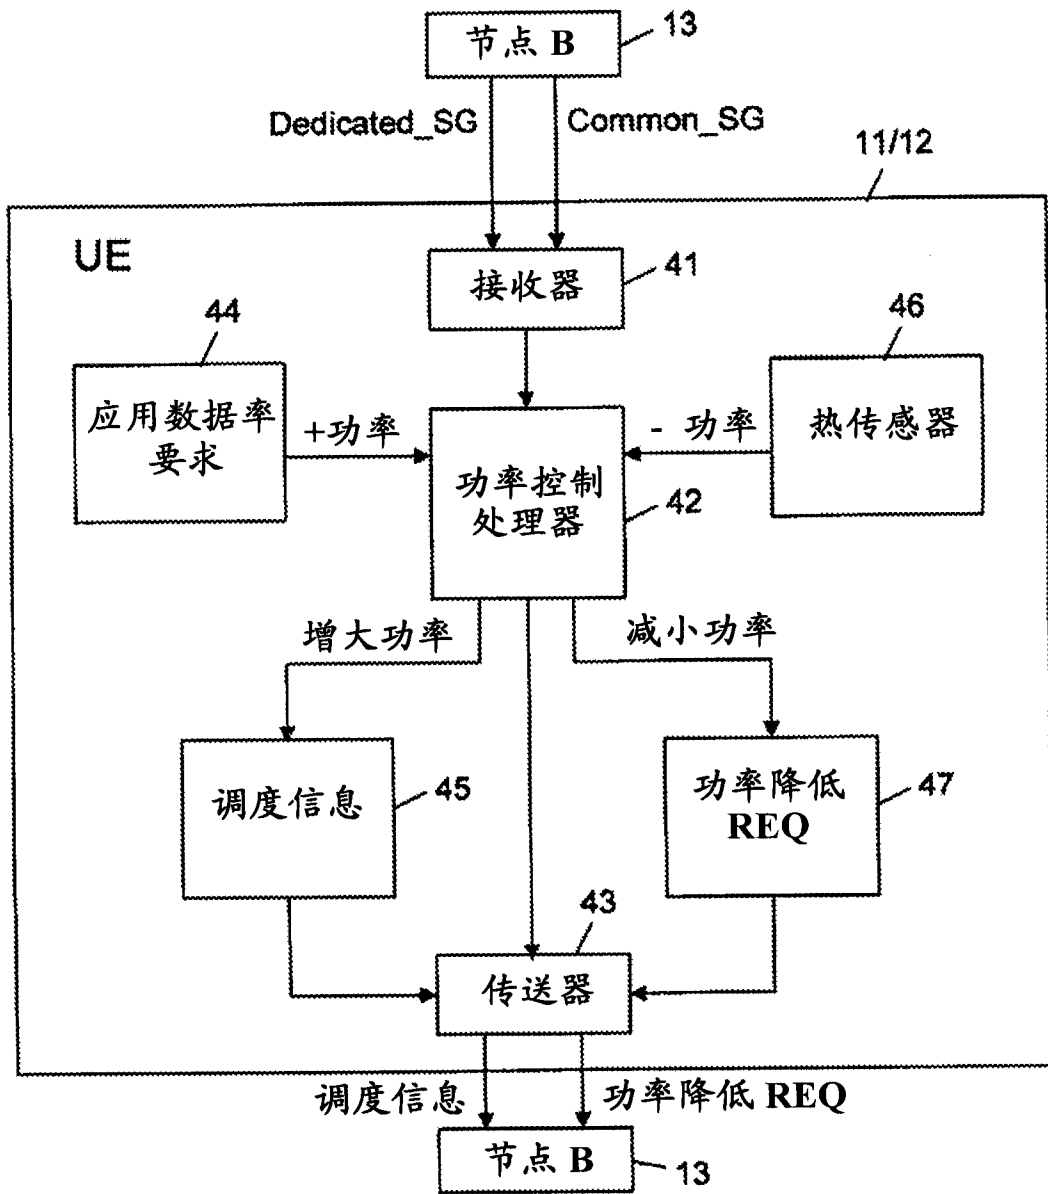 节点 B
13
Dedicated_SG
Common_SG
11/12
UE
接收器
41
44
46
应用数据率
要求
+功率
功率控制
处理器
42
- 功率
热传感器
增大功率
减小功率
调度信息
45
功率降低
REQ
47
43
传送器
调度信息
功率降低 REQ
节点 B
13